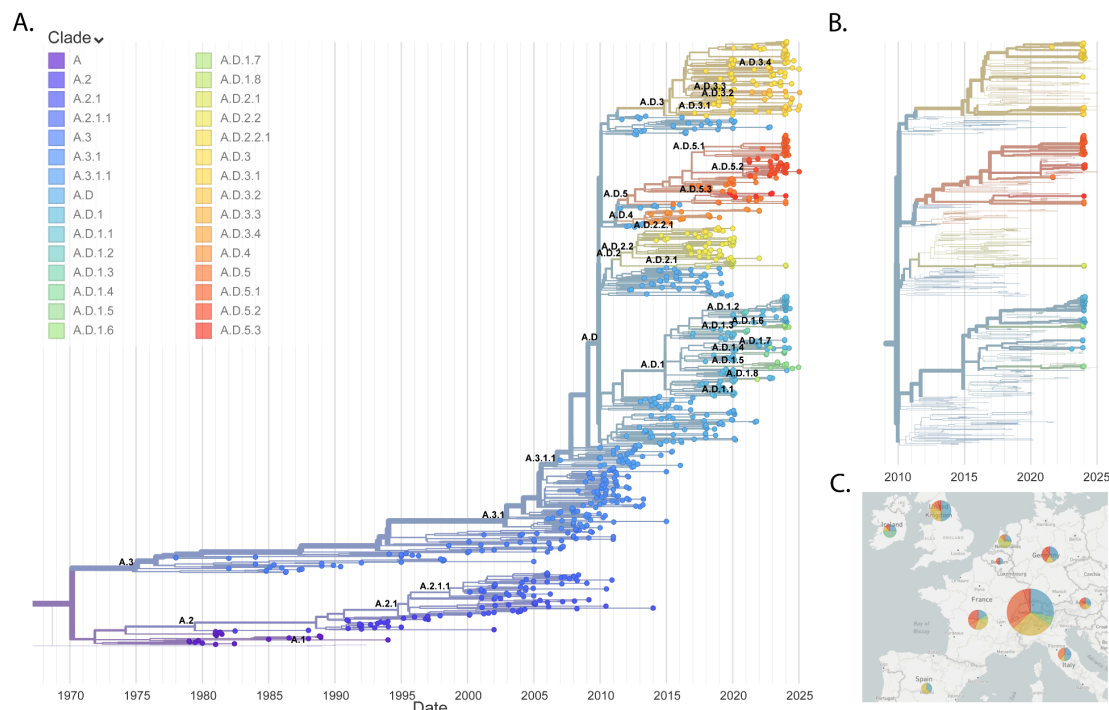 A.
B.
Clade
A
A.2
A.2.1
A.2.1.1
A.3
A.3.1
A.3.1.1
A.D
A.D.1
A.D.1.1
A.D.1.2
A.D.1.3
A.D.1.4
A.D.1.5
A.D.1.6
A.D.1.7
A.D.1.8
A.D.2.1
A.D.2.2
A.D.2.2.1
A.D.3
A.D.3.1
A.D.3.2
A.D.3.3
A.D.3.4
A.D.4
A.D.5
A.D.5.1
A.D.5.2
A.D.5.3
A.D.3.4
A.D.3.3
A.D.3.2
A.D.3
A.D.3.1
A.D.5.1
A.D.5.2
A.D.5.3
A.D.5
A.D.4
A.D.2.2.1
A.D.2.2
A.D.2
A.D.2.1
A.D.1.2
A.D.1.6
A.D.1.3
A.D
A.D.1.7
A.D.1.4
A.D.1.5
A.D.1
A.D.1.8
A.D.1.1
A.3.1.1
A.3.1
A.3
A.2.1.1
A.2.1
A.2
A.1
1970 1975 1980 1985 1990 1995 2000 2005 2010 2015 2020 2025
Date
2010 2015 2020 2025
C.
Kingdom
Ireland
Netherlands
Germany
Luxembourg
Czechia
France
Italy
Spain
Portugal